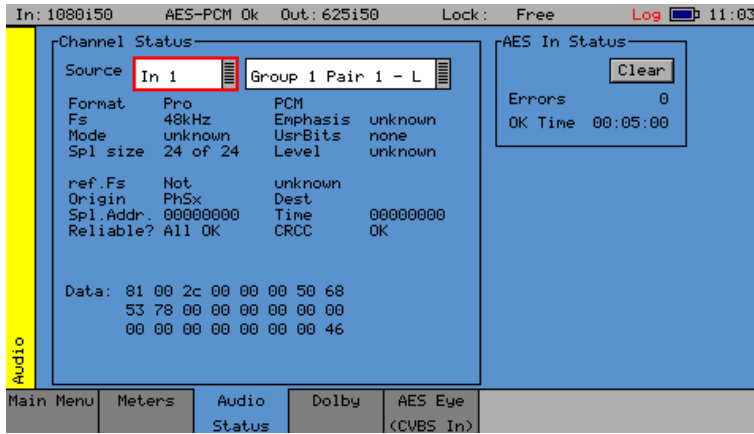 In:1080i50 AES-PCM Ok Out:625i50 Lock: Free Log 11:03
Channel Status
Source In 1 Group 1 Pair 1 - L
Format Pro PCM
Fs 48kHz Emphasis unknown
Mode unknown UsrBits none
Spl size 24 of 24 Level unknown
ref.Fs Not unknown
Origin PhSx Dest
Spl.Addr. 00000000 Time 00000000
Reliable? All OK CRCC OK
Data: 81 00 2c 00 00 00 50 68
53 78 00 00 00 00 00 00
00 00 00 00 00 00 00 46
AES In Status
Clear
Errors 0
OK Time 00:05:00
Audio
Main Menu Meters Audio Status Dolby AES Eye (CVBS In)